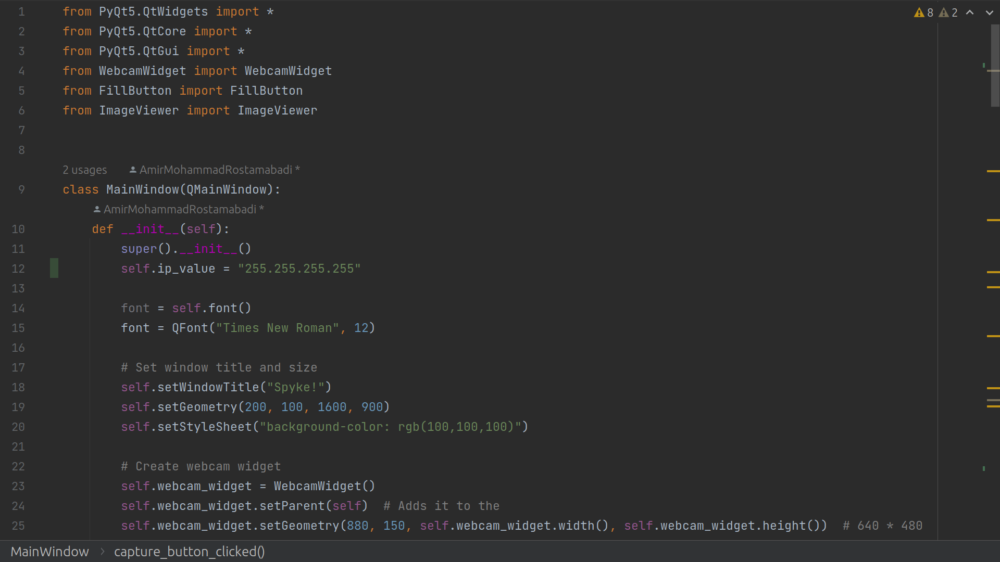 1 from PyQt5.QtWidgets import *
8 2
2 from PyQt5.QtCore import *
3 from PyQt5.QtGui import *
4 from WebcamWidget import WebcamWidget
5 from FillButton import FillButton
6 from ImageViewer import ImageViewer
7
8
2 usages AmirMohammadRostamabadi *
9 class MainWindow(QMainWindow):
AmirMohammadRostamabadi *
10 def __init__(self):
11 super().__init__()
12 self.ip_value = "255.255.255.255"
13
14 font = self.font()
15 font = QFont("Times New Roman", 12)
16
17 # Set window title and size
18 self.setWindowTitle("Spyke!")
19 self.setGeometry(200, 100, 1600, 900)
20 self.setStyleSheet("background-color: rgb(100,100,100)")
21
22 # Create webcam widget
23 self.webcam_widget = WebcamWidget()
24 self.webcam_widget.setParent(self)  # Adds it to the
25 self.webcam_widget.setGeometry(880, 150, self.webcam_widget.width(), self.webcam_widget.height())  # 640 * 480
MainWindow > capture_button_clicked()